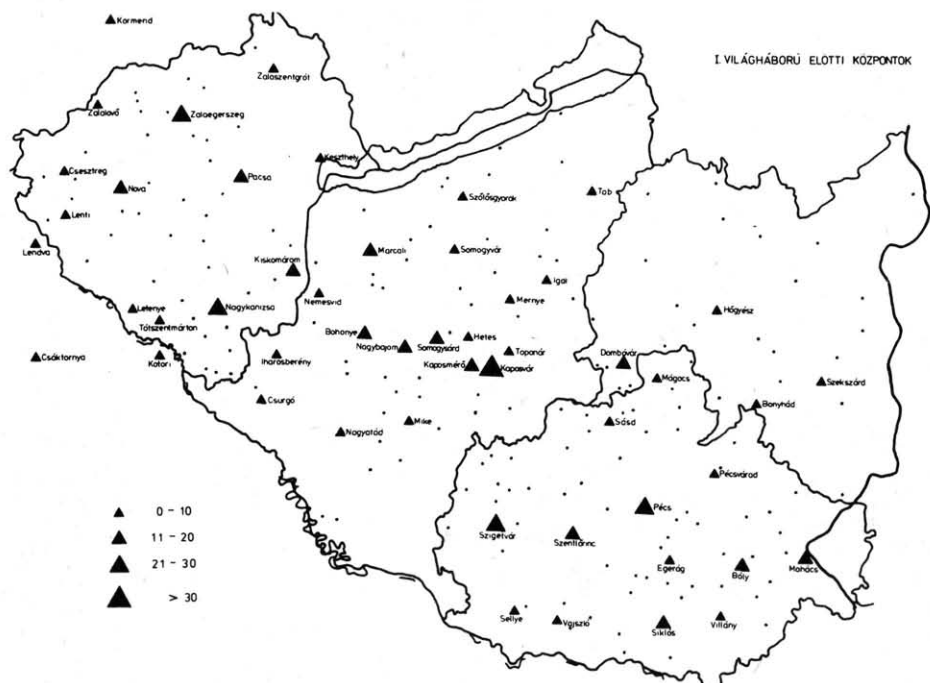 Körmend
I. VILÁGHÁBORÚ ELŐTTI KÖZPONTOK
Zalaszentgrót
Zalalövő
Zalaegerszeg
Keszthely
Csesztreg
Nova
Pacsa
Szőlősgyörök
Tab
Lenti
Lendva
Marcali
Somogyvár
Kiskomárom
Igal
Nemesvid
Mernye
Letenye
Nagykanizsa
Hőgyész
Tótszentmárton
Böhönye
Nagybajom
Somogysárd
Hetes
Csáktornya
Kotori
Iharosberény
Kaposmérő
Toponár
Kaposvár
Dombóvár
Mágocs
Szekszárd
Csurgó
Bonyhád
Nagyatád
Mike
Sásd
Pécsvárad
0 - 10
11 - 20
21 - 30
> 30
Szigetvár
Szentlőrinc
Pécs
Egerág
Bóly
Mohács
Sellye
Vajszló
Siklós
Villány